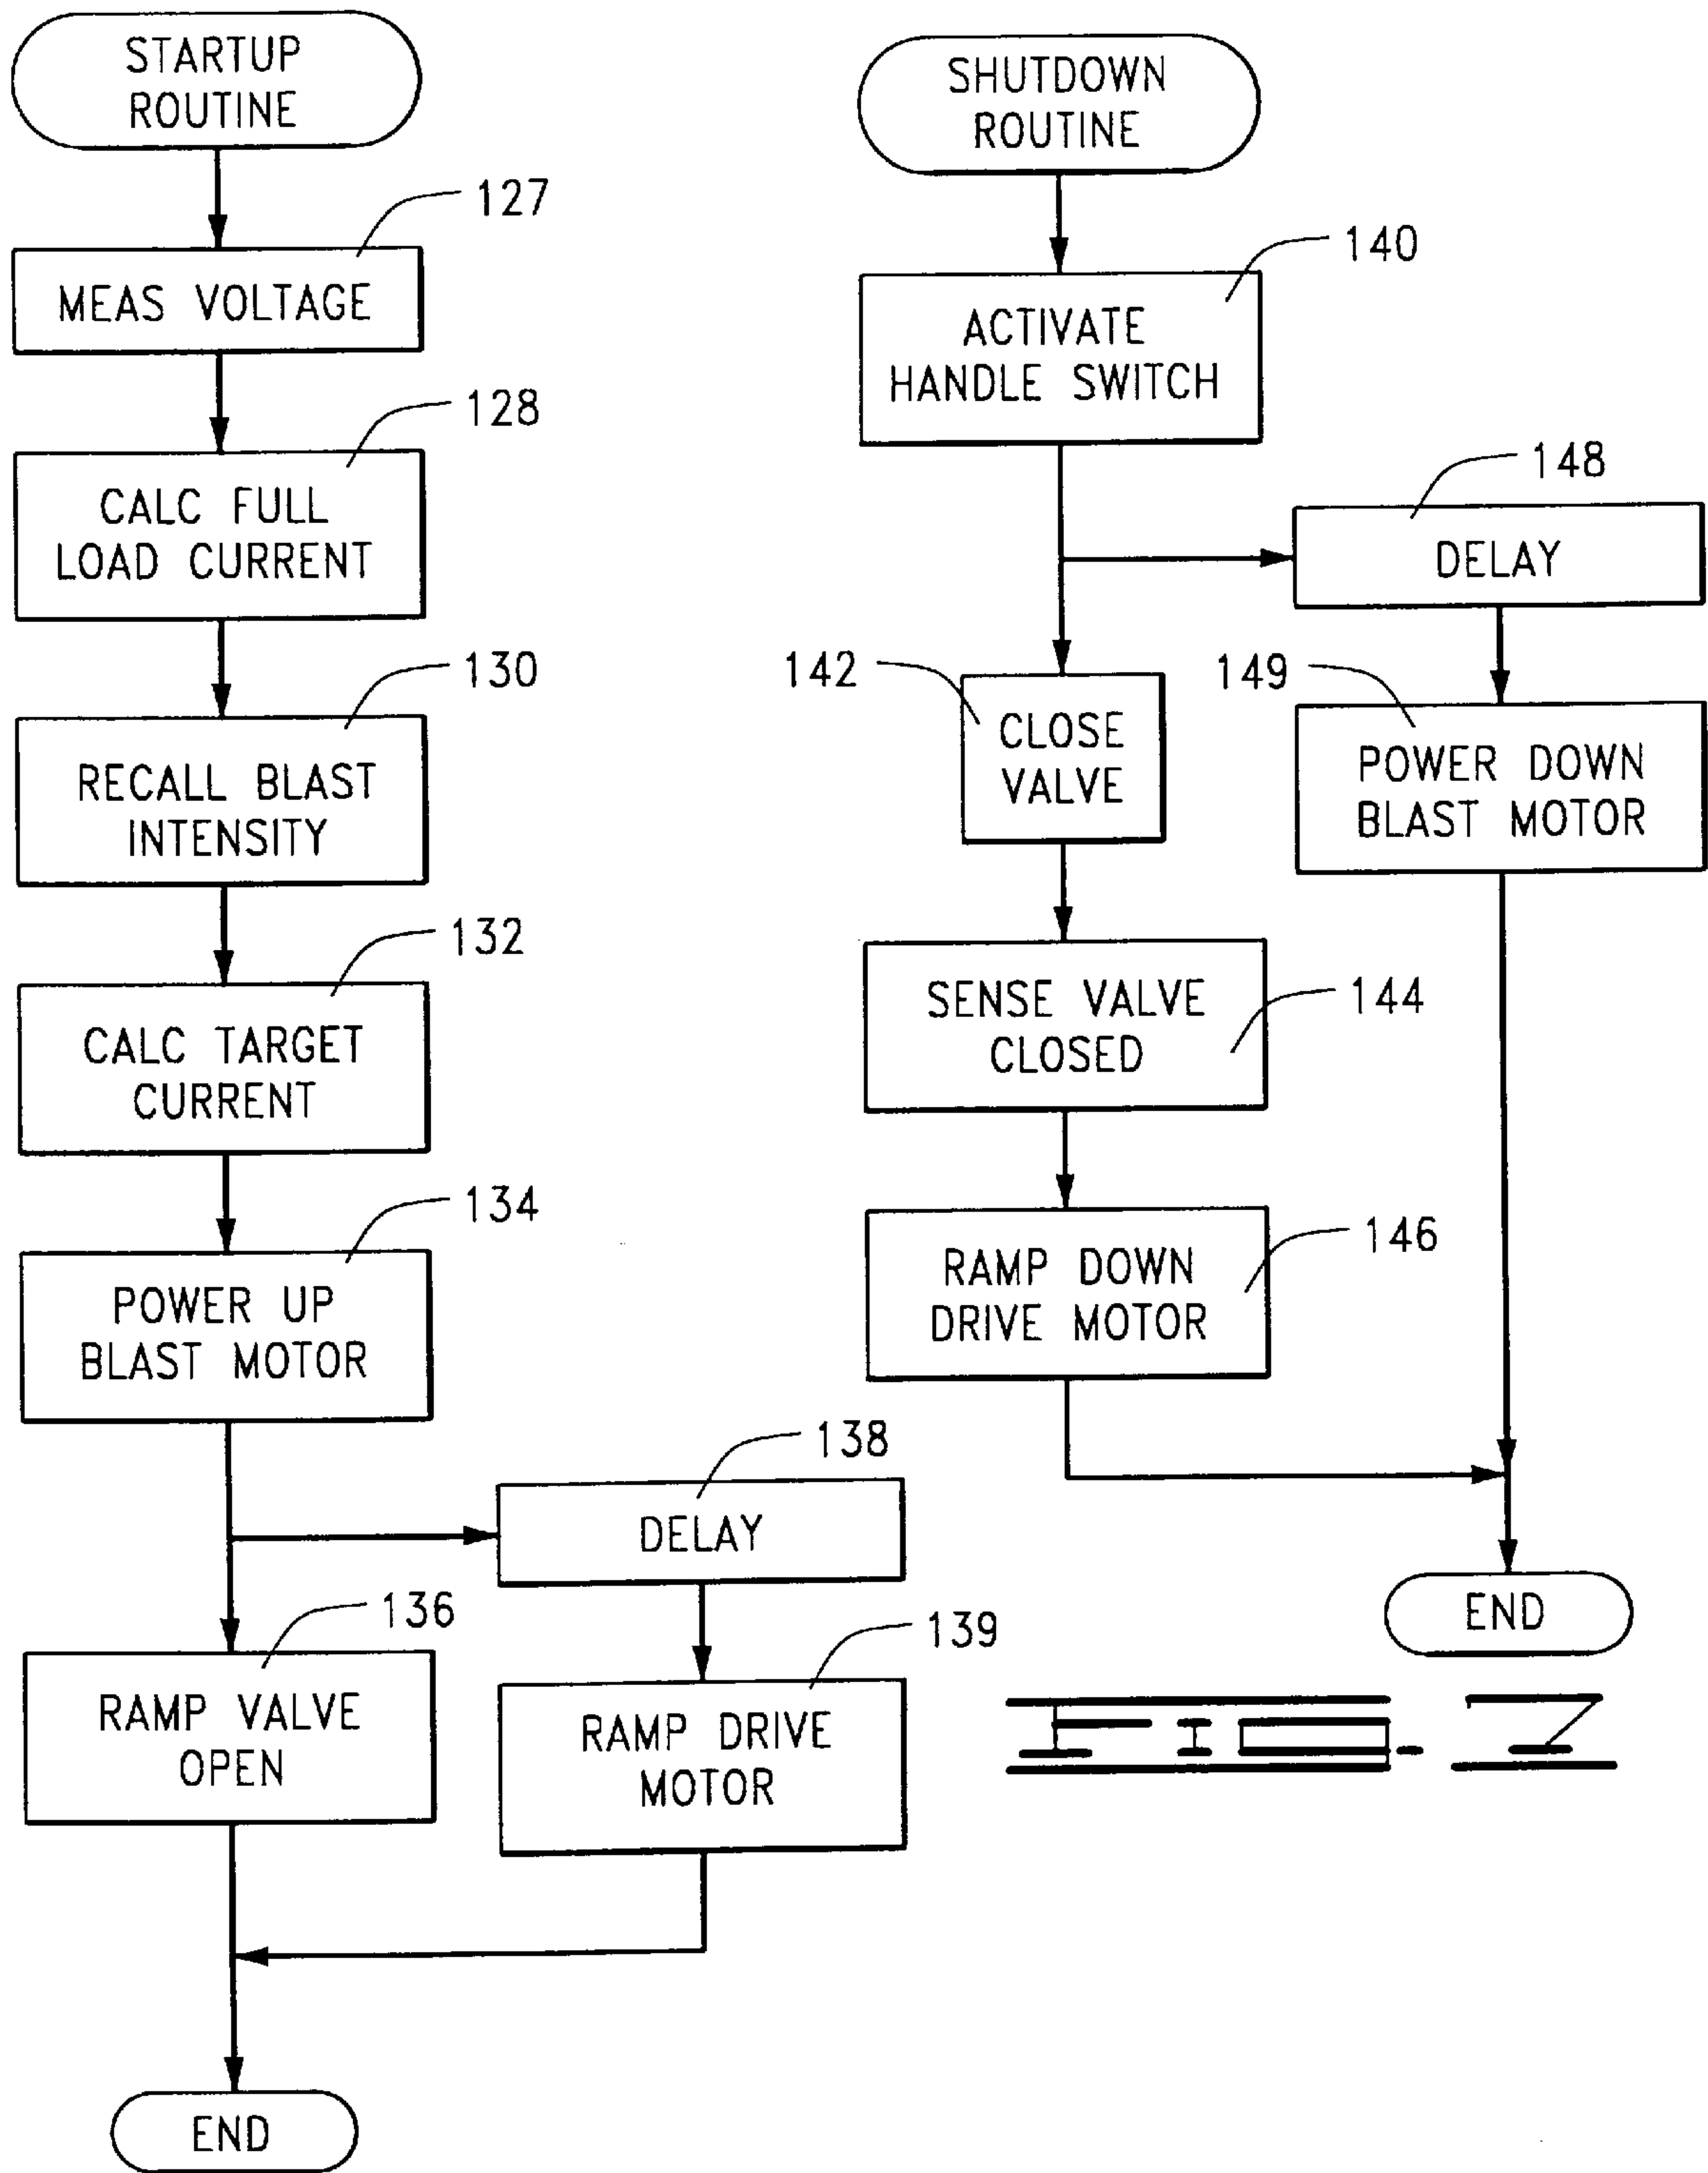 STARTUP
ROUTINE
127
MEAS VOLTAGE
128
CALC FULL
LOAD CURRENT
130
RECALL BLAST
INTENSITY
132
CALC TARGET
CURRENT
134
POWER UP
BLAST MOTOR
138
DELAY
136
RAMP VALVE
OPEN
139
RAMP DRIVE
MOTOR
END
SHUTDOWN
ROUTINE
140
ACTIVATE
HANDLE SWITCH
148
DELAY
142
CLOSE
VALVE
149
POWER DOWN
BLAST MOTOR
144
SENSE VALVE
CLOSED
146
RAMP DOWN
DRIVE MOTOR
END
FIG. 7